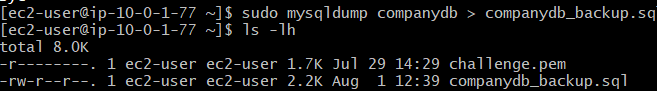 [ec2-user@ip-10-0-1-77 ~]$ sudo mysqldump companydb > companydb_backup.sq
[ec2-user@ip-10-0-1-77 ~]$ ls -lh
total 8.0K
-r--------. 1 ec2-user ec2-user 1.7K Jul 29 14:29 challenge.pem
-rw-r--r--. 1 ec2-user ec2-user 2.2K Aug  1 12:39 companydb_backup.sql